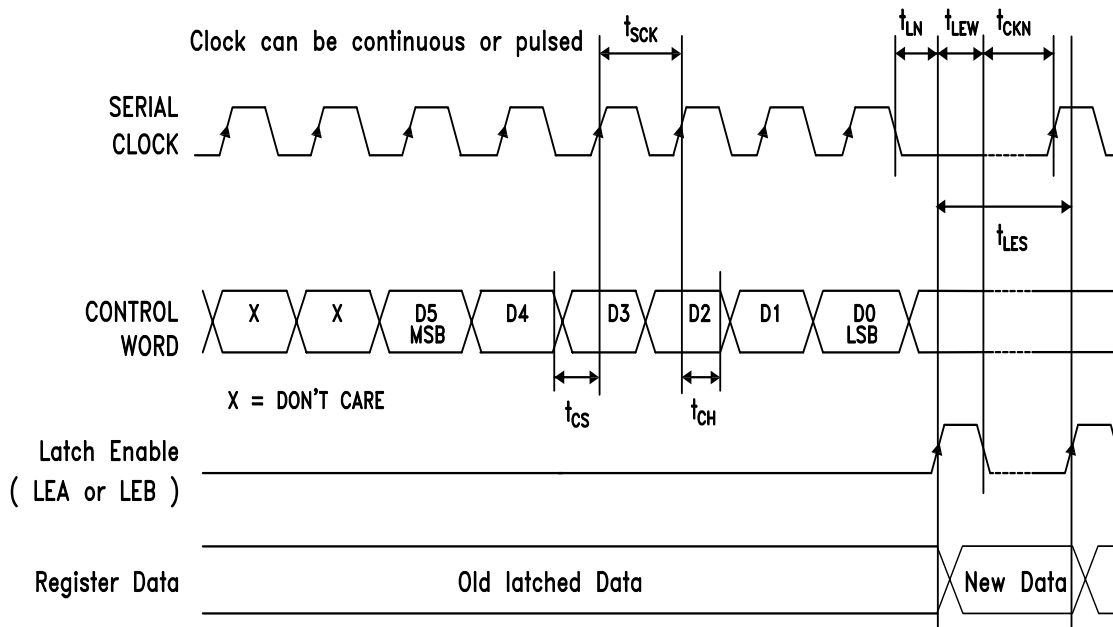 Clock can be continuous or pulsed
tSCK
tLN
tLEW
tCKN
SERIAL
CLOCK
tLES
CONTROL
WORD
X
X
D5
MSB
D4
D3
D2
D1
D0
LSB
X = DON'T CARE
tCS
tCH
Latch Enable
( LEA or LEB )
Register Data
Old latched Data
New Data